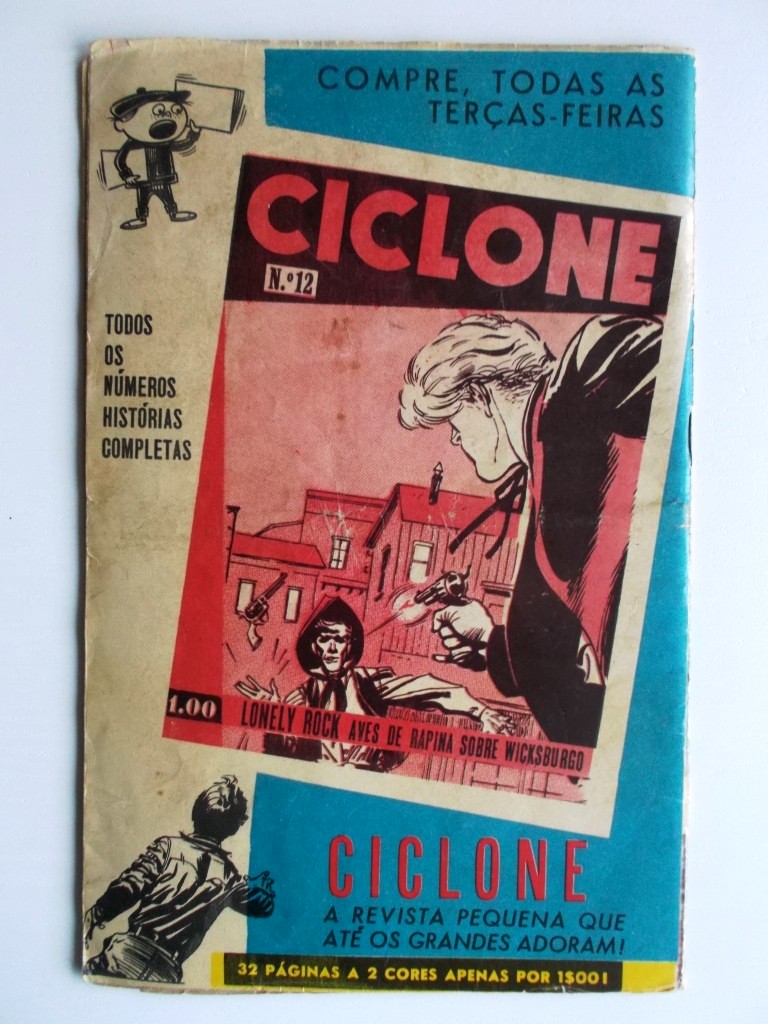 COMPRE, TODAS AS
TERÇAS-FEIRAS
CICLONE
N.º 12
TODOS
OS
NÚMEROS
HISTÓRIAS
COMPLETAS
1.00
LONELY ROCK AVES DE RAPINA SOBRE WICKSBURGO
CICLONE
A REVISTA PEQUENA QUE
ATÉ OS GRANDES ADORAM!
32 PÁGINAS A 2 CORES APENAS POR 1$00!